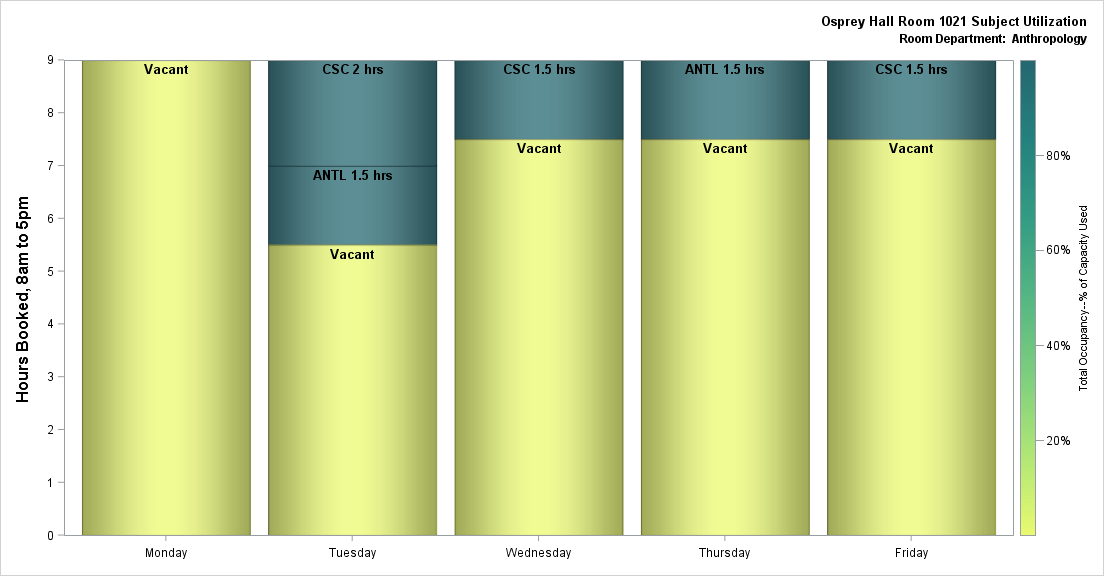 Osprey Hall Room 1021 Subject Utilization
Room Department: Anthropology
Hours Booked, 8am to 5pm
9
8
7
6
5
4
3
2
1
0
Vacant
CSC 2 hrs
ANTL 1.5 hrs
Vacant
CSC 1.5 hrs
Vacant
ANTL 1.5 hrs
Vacant
CSC 1.5 hrs
Vacant
Monday
Tuesday
Wednesday
Thursday
Friday
80%
60%
40%
20%
Total Occupancy--% of Capacity Used